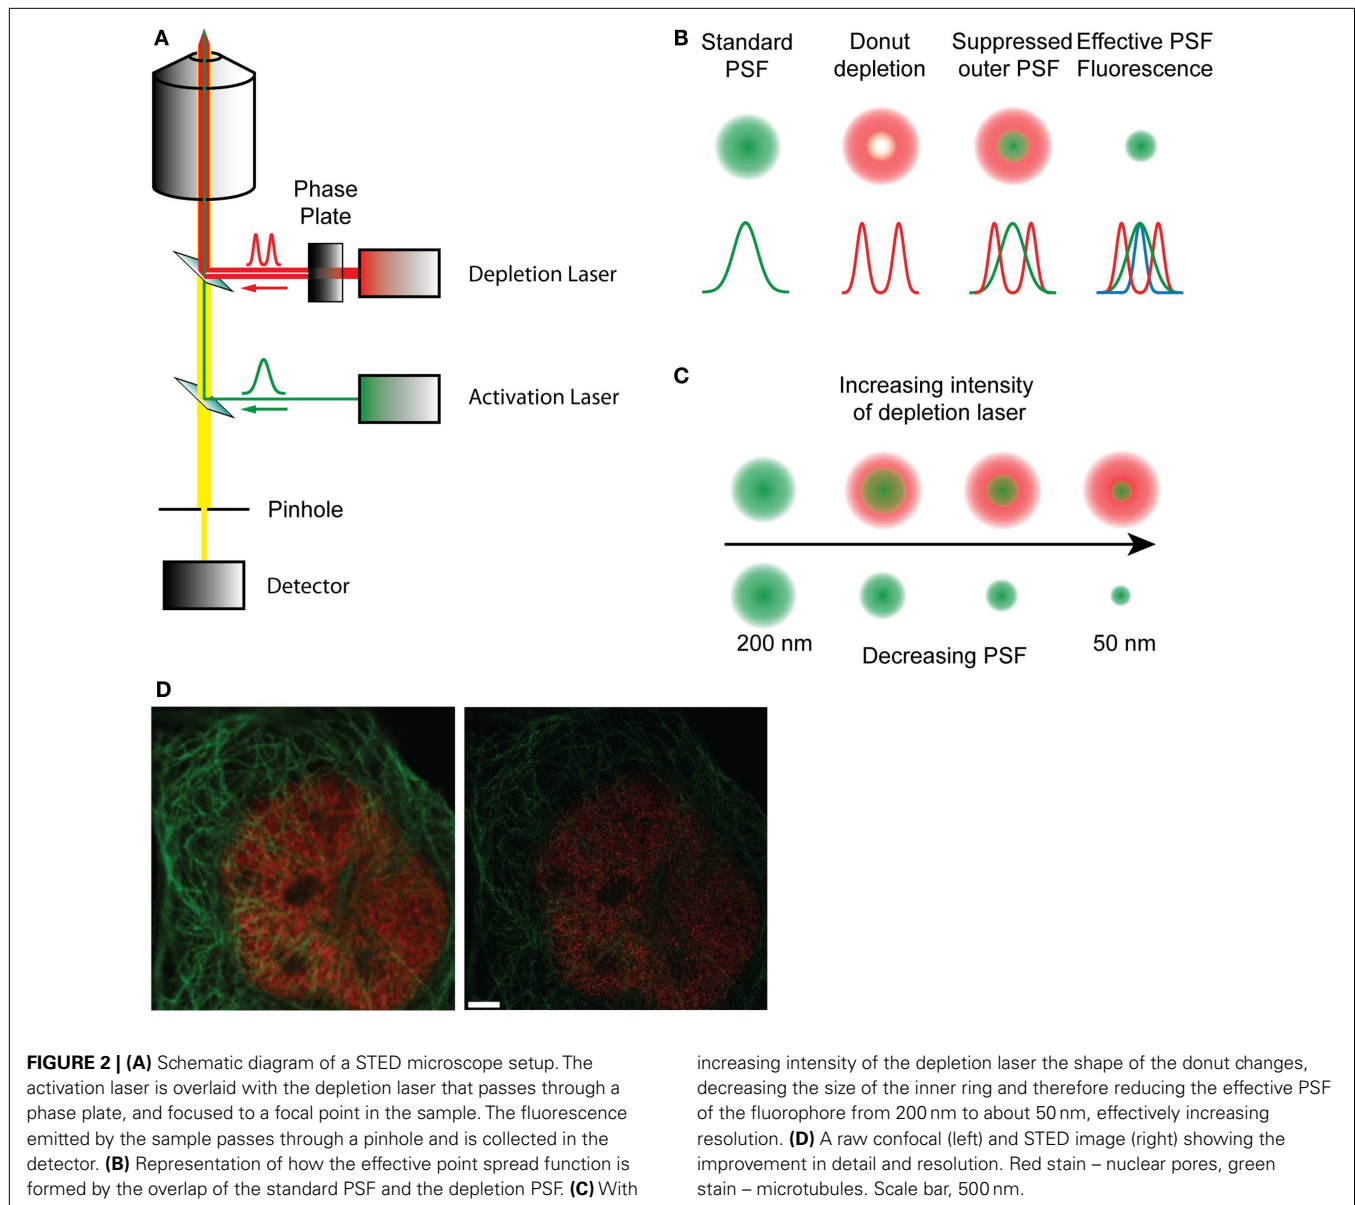 A
Phase
Plate
Depletion Laser
Activation Laser
Pinhole
Detector
B
Standard
PSF
Donut
depletion
Suppressed
outer PSF
Effective PSF
Fluorescence
C
Increasing intensity
of depletion laser
200 nm
Decreasing PSF
50 nm
D
FIGURE 2 | (A) Schematic diagram of a STED microscope setup. The
activation laser is overlaid with the depletion laser that passes through a
phase plate, and focused to a focal point in the sample. The fluorescence
emitted by the sample passes through a pinhole and is collected in the
detector. (B) Representation of how the effective point spread function is
formed by the overlap of the standard PSF and the depletion PSF. (C) With
increasing intensity of the depletion laser the shape of the donut changes,
decreasing the size of the inner ring and therefore reducing the effective PSF
of the fluorophore from 200 nm to about 50 nm, effectively increasing
resolution. (D) A raw confocal (left) and STED image (right) showing the
improvement in detail and resolution. Red stain – nuclear pores, green
stain – microtubules. Scale bar, 500 nm.